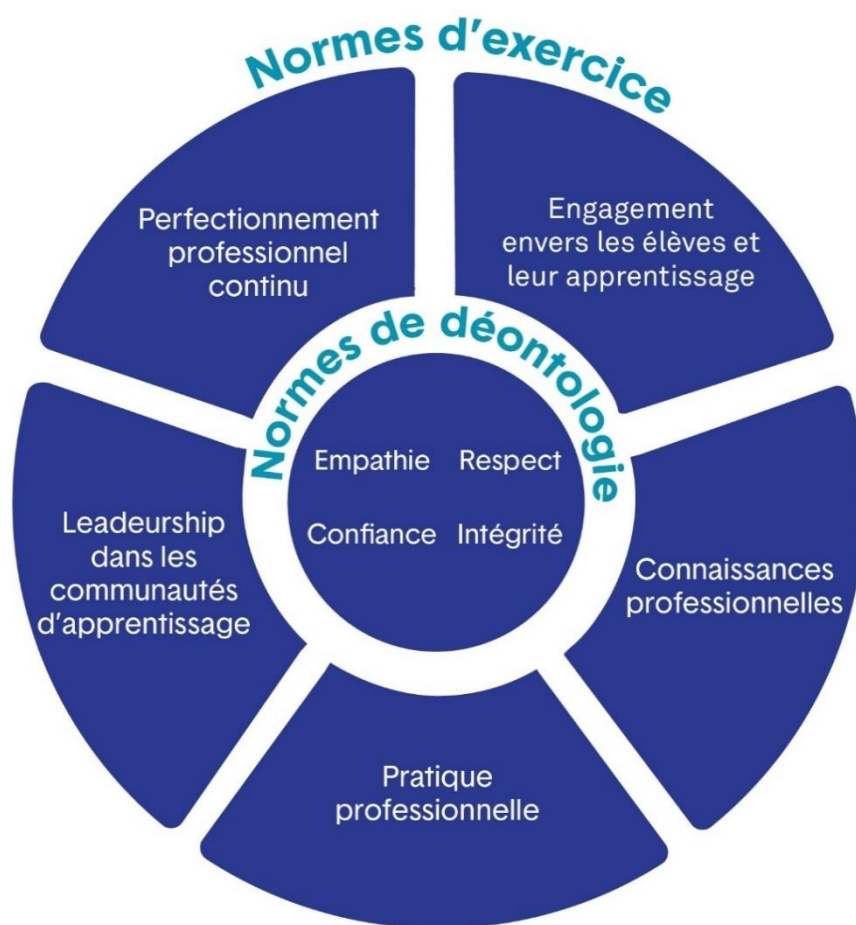 Normes d'exercice
Perfectionnement
professionnel
continu
Engagement
envers les élèves et
leur apprentissage
Normes de déontologie
Empathie Respect
Confiance Intégrité
Leadeurship
dans les
communautés
d'apprentissage
Connaissances
professionnelles
Pratique
professionnelle